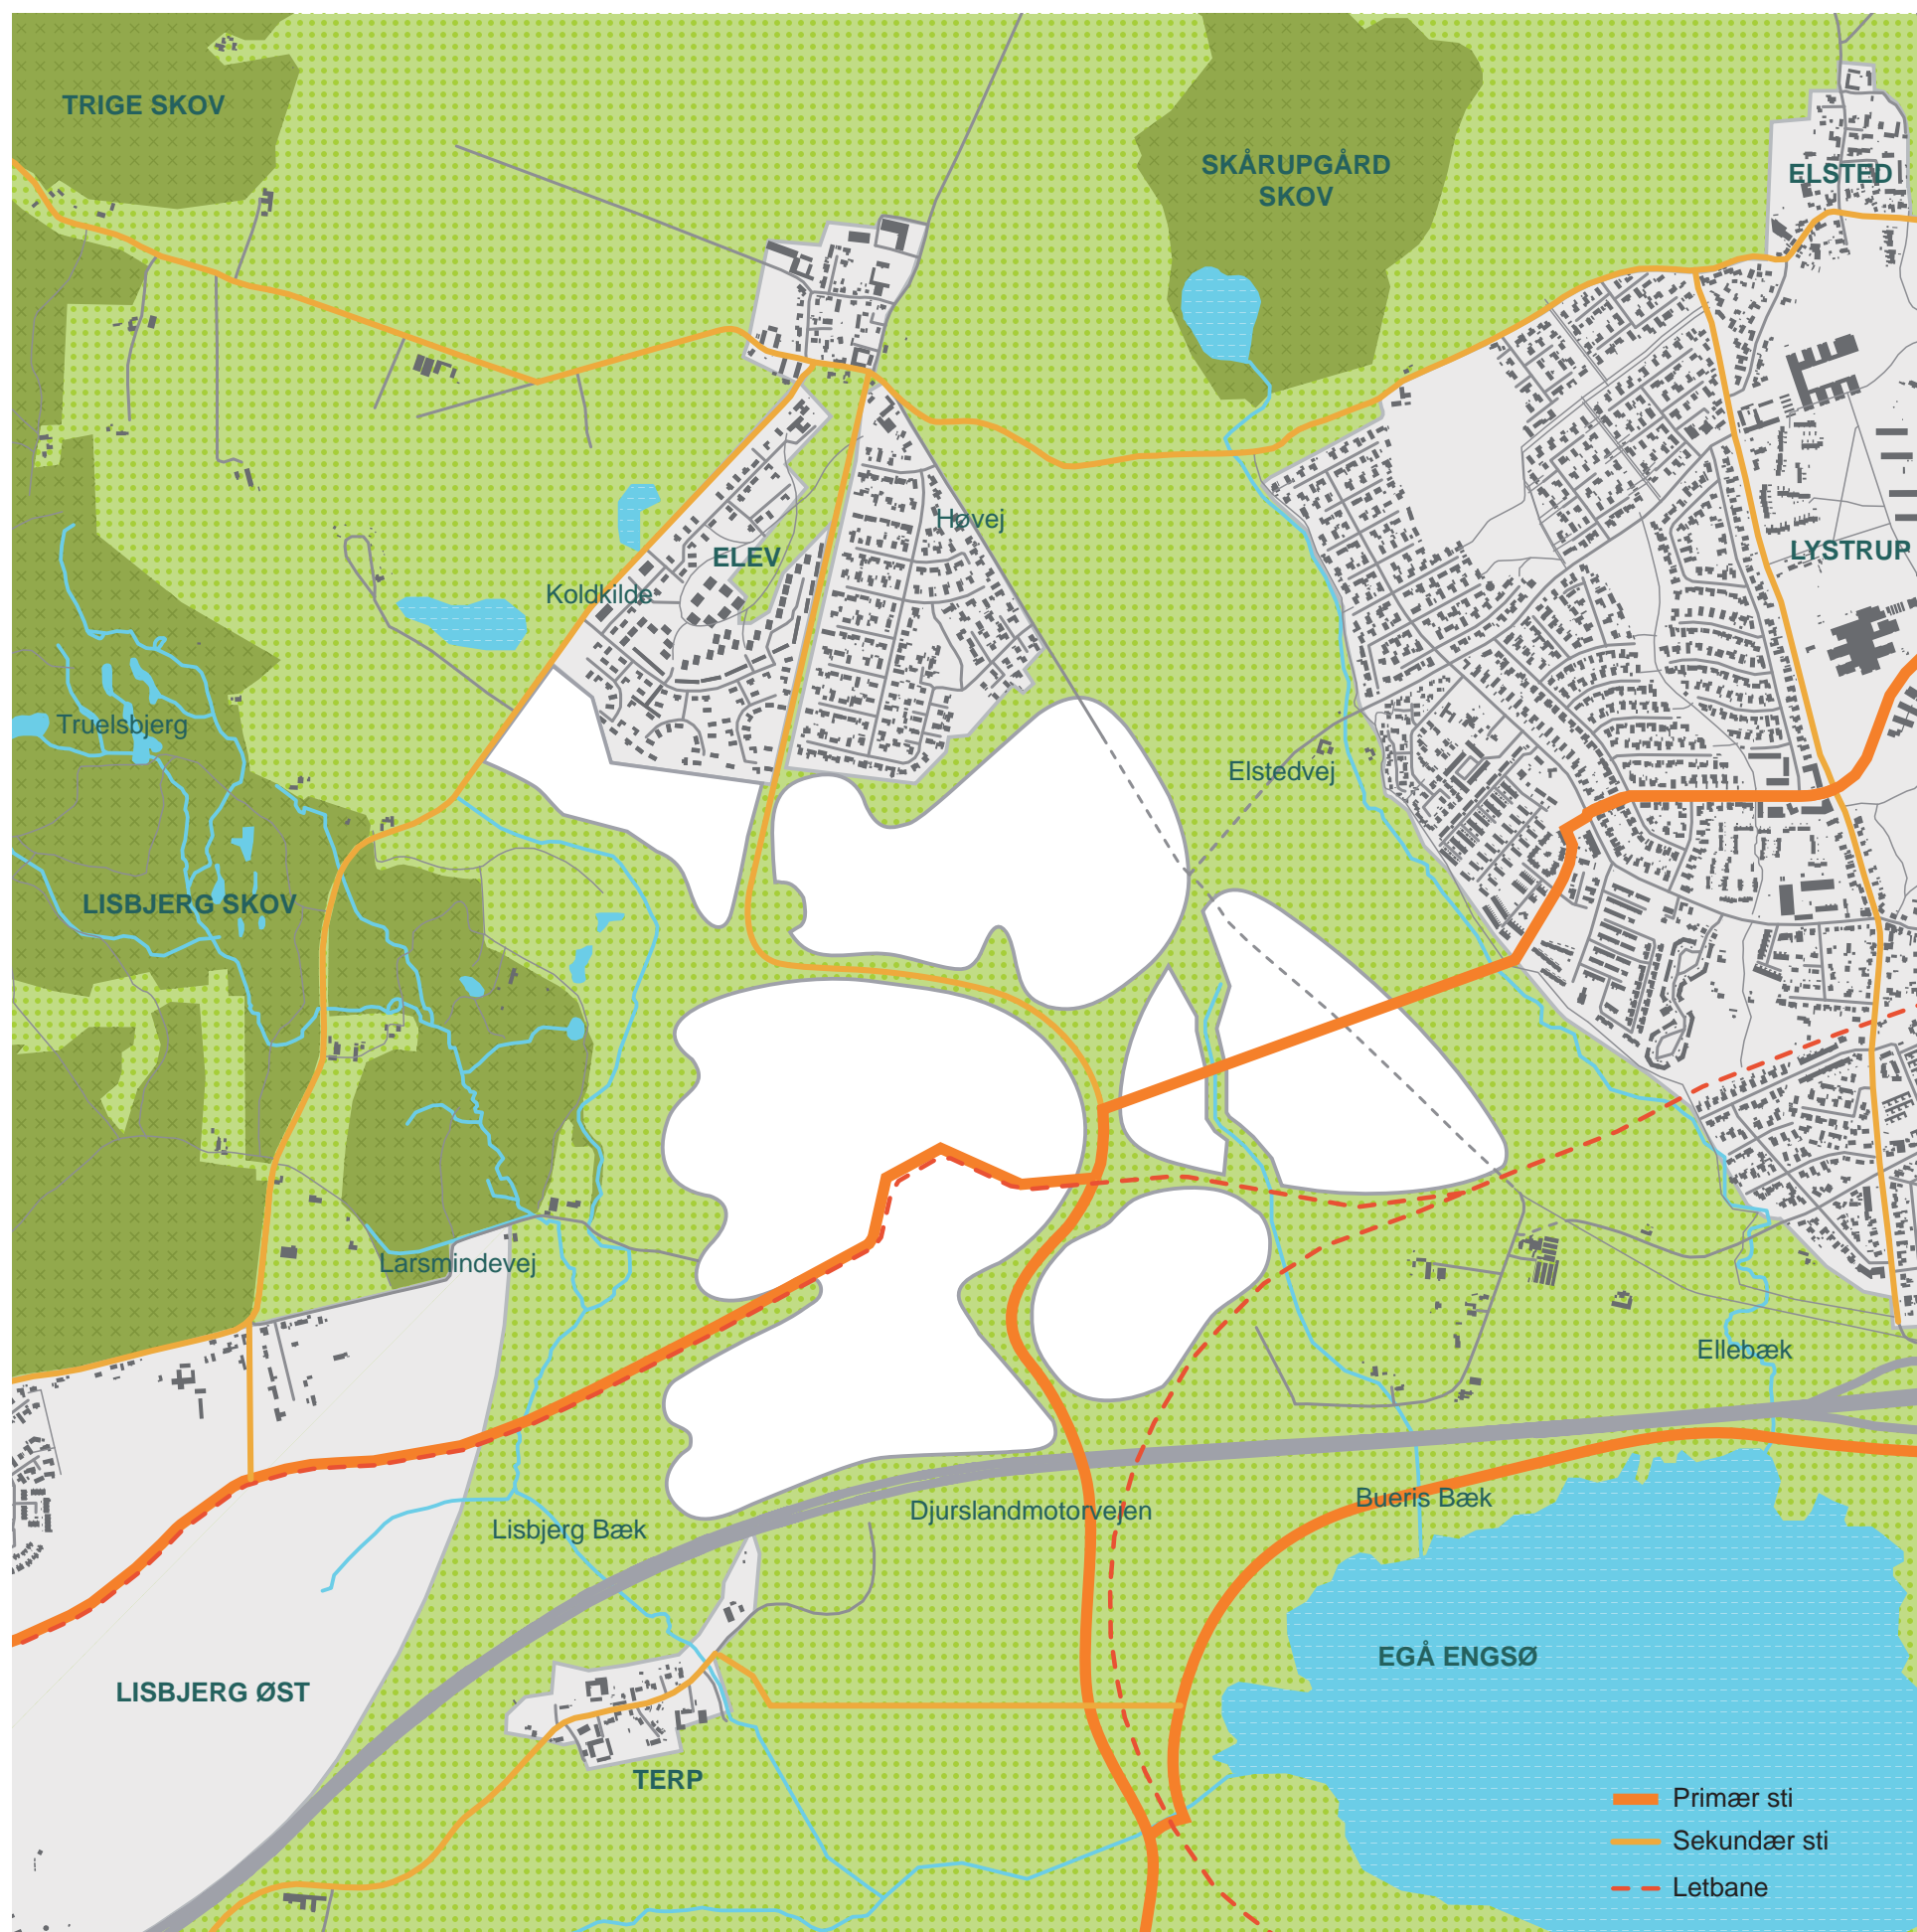 TRIGE SKOV
SKÅRUPGÅRD
SKOV
ELSTED
Høvej
ELEV
LYSTRUP
Koldkilde
Truelsbjerg
Elstedvej
LISBJERG SKOV
Larsmindevej
Ellebæk
Bueris Bæk
Djurslandmotorvejen
Lisbjerg Bæk
EGÅ ENGSØ
LISBJERG ØST
TERP
Primær sti
Sekundær sti
Letbane